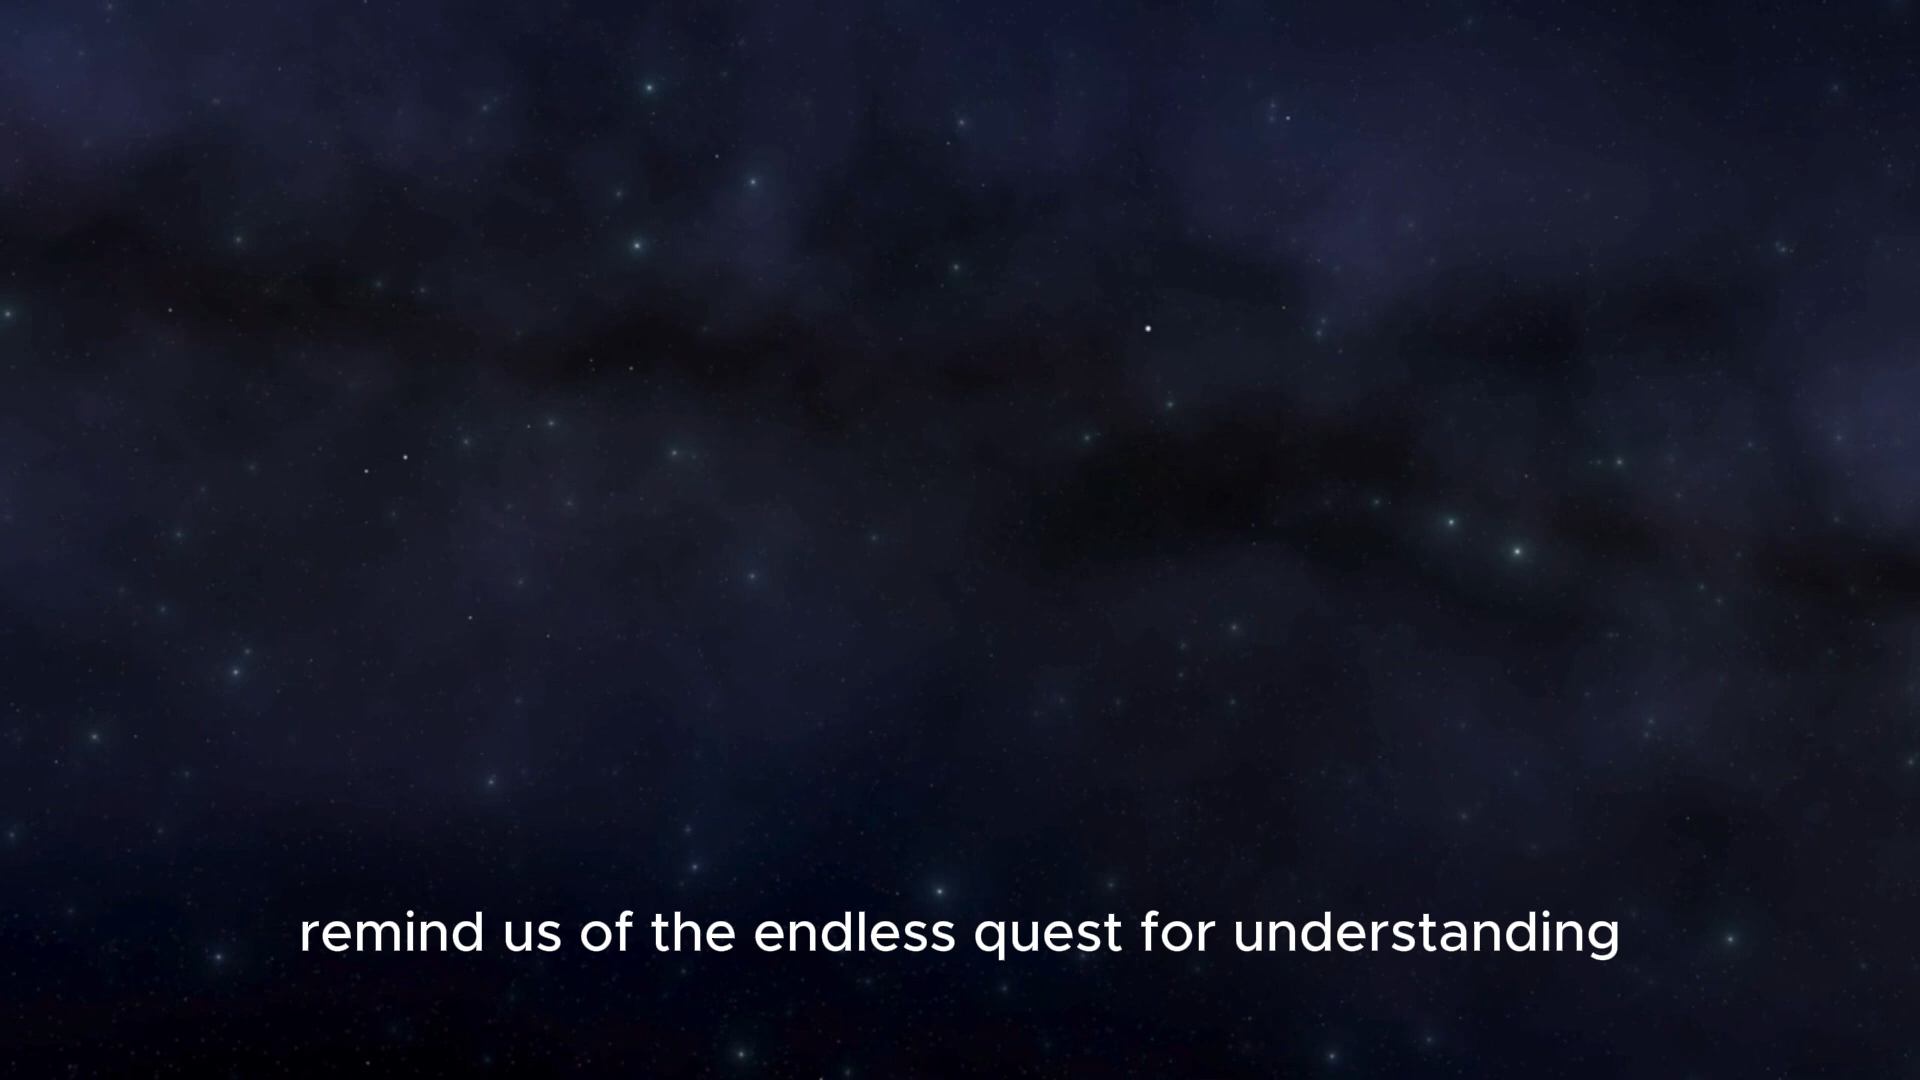 remind us of the endless quest for understanding